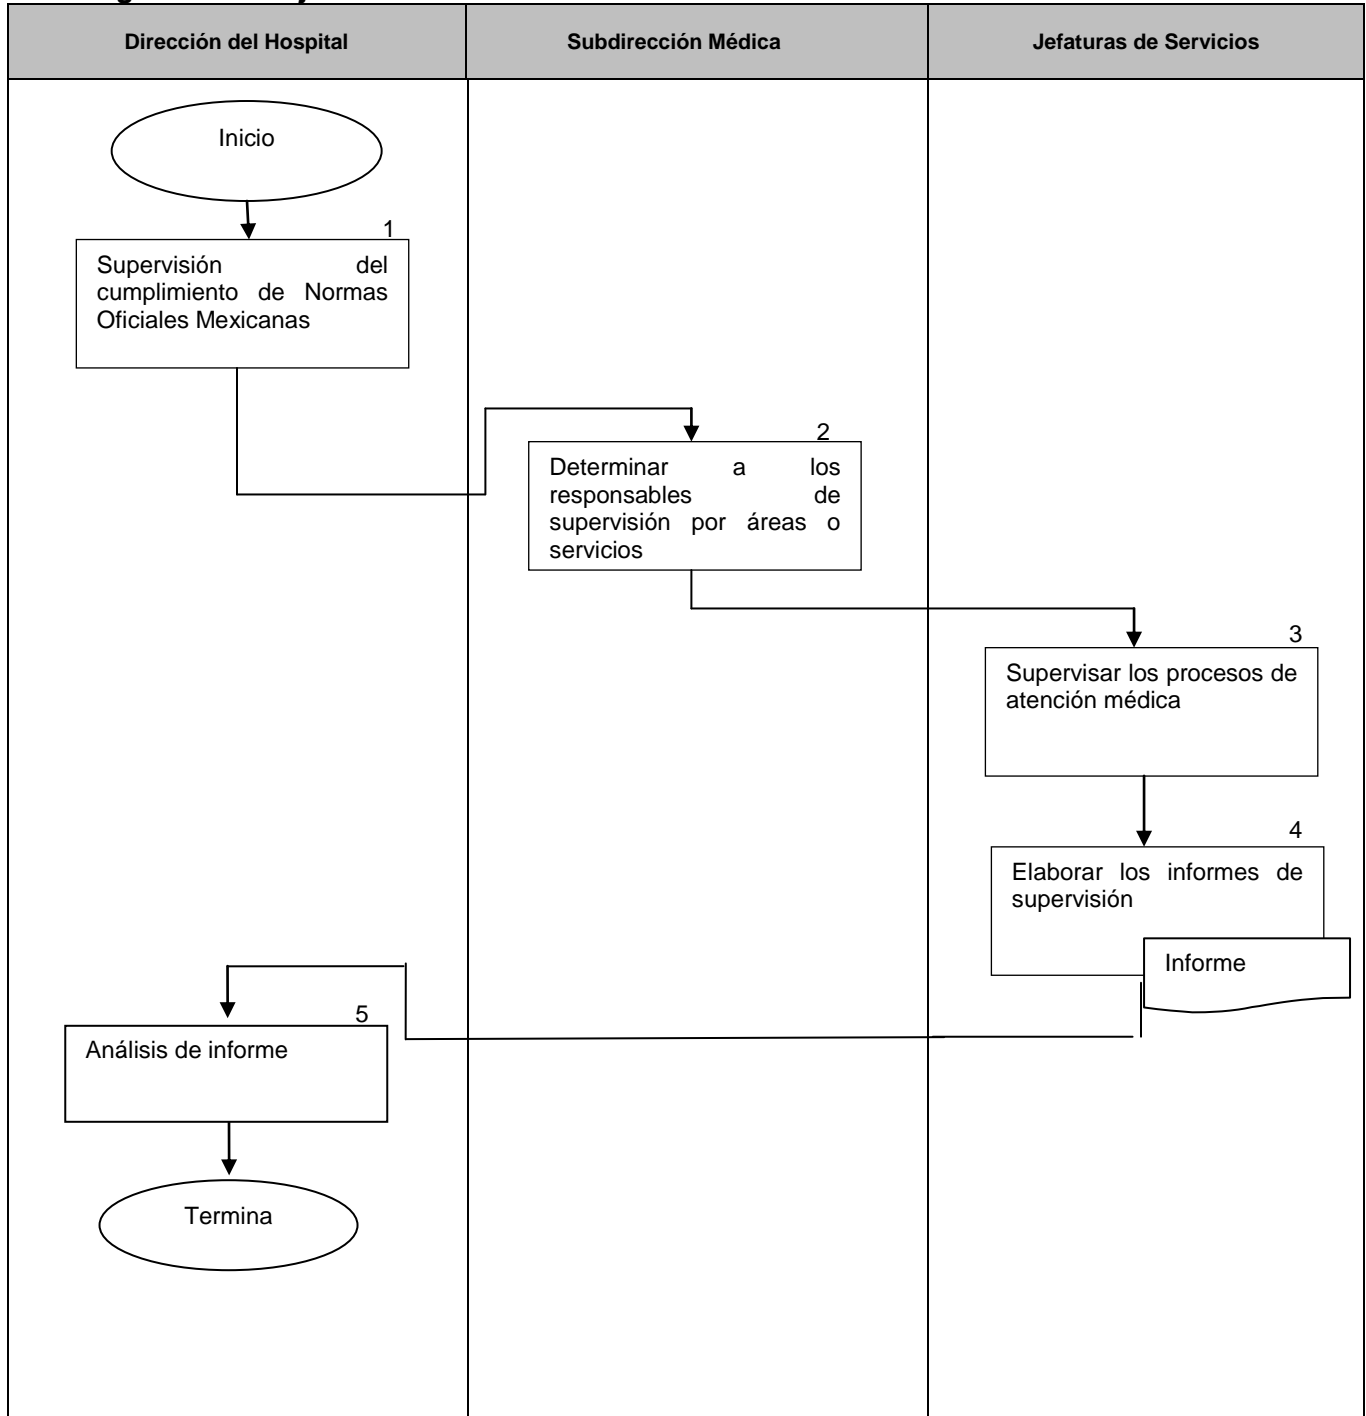 Dirección del Hospital
Subdirección Médica
Jefaturas de Servicios
Inicio
1
Supervisión del
cumplimiento de Normas
Oficiales Mexicanas
2
Determinar a los
responsables de
supervisión por áreas o
servicios
3
Supervisar los procesos de
atención médica
4
Elaborar los informes de
supervisión
Informe
5
Análisis de informe
Termina